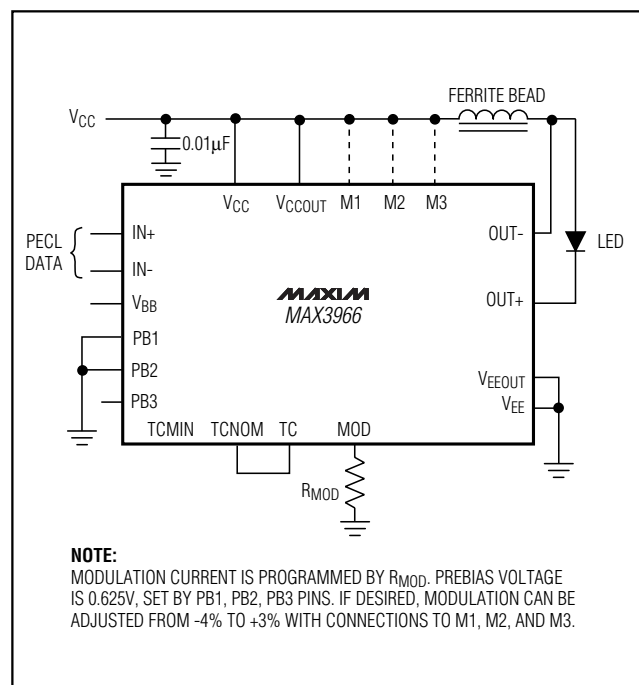 FERRITE BEAD
VCC
0.01μF
VCC
VCCOUT
M1
M2
M3
PECL
DATA
IN+
OUT-
LED
IN-
VBB
MAXIM
MAX3966
OUT+
PB1
PB2
VEEOUT
PB3
VEE
TCMIN
TCNOM
TC
MOD
RMOD
NOTE:
MODULATION CURRENT IS PROGRAMMED BY RMOD. PREBIAS VOLTAGE
IS 0.625V, SET BY PB1, PB2, PB3 PINS. IF DESIRED, MODULATION CAN BE
ADJUSTED FROM -4% TO +3% WITH CONNECTIONS TO M1, M2, AND M3.